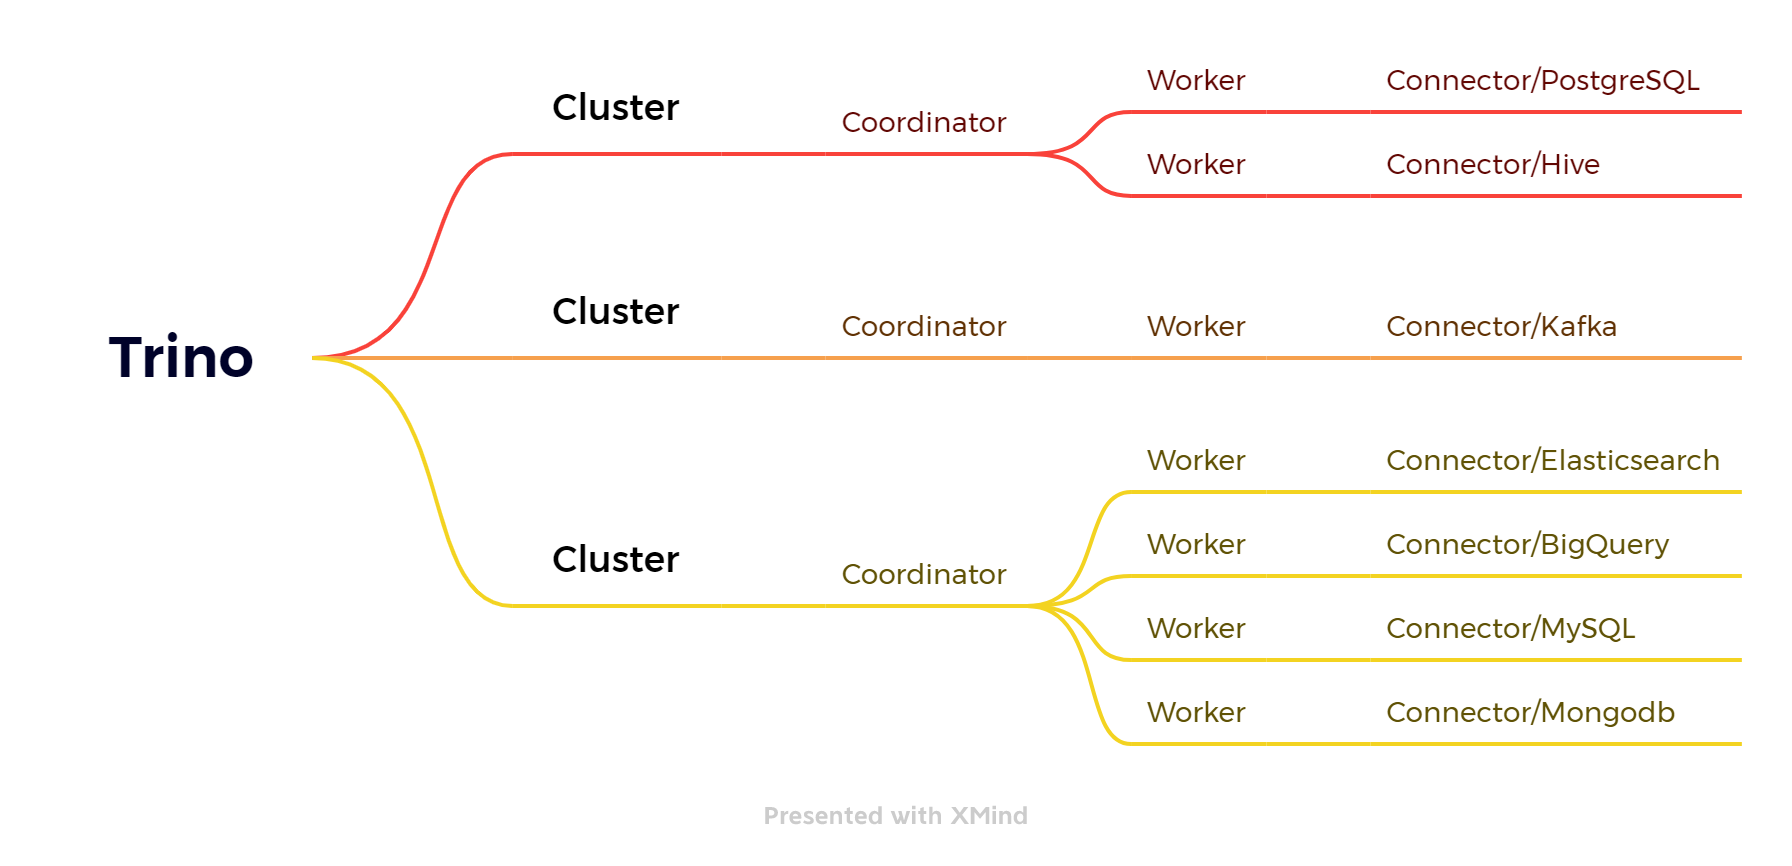 Trino
Cluster
Coordinator
Worker
Connector/PostgreSQL
Worker
Connector/Hive
Cluster
Coordinator
Worker
Connector/Kafka
Cluster
Coordinator
Worker
Connector/Elasticsearch
Worker
Connector/BigQuery
Worker
Connector/MySQL
Worker
Connector/Mongodb
Presented with XMind